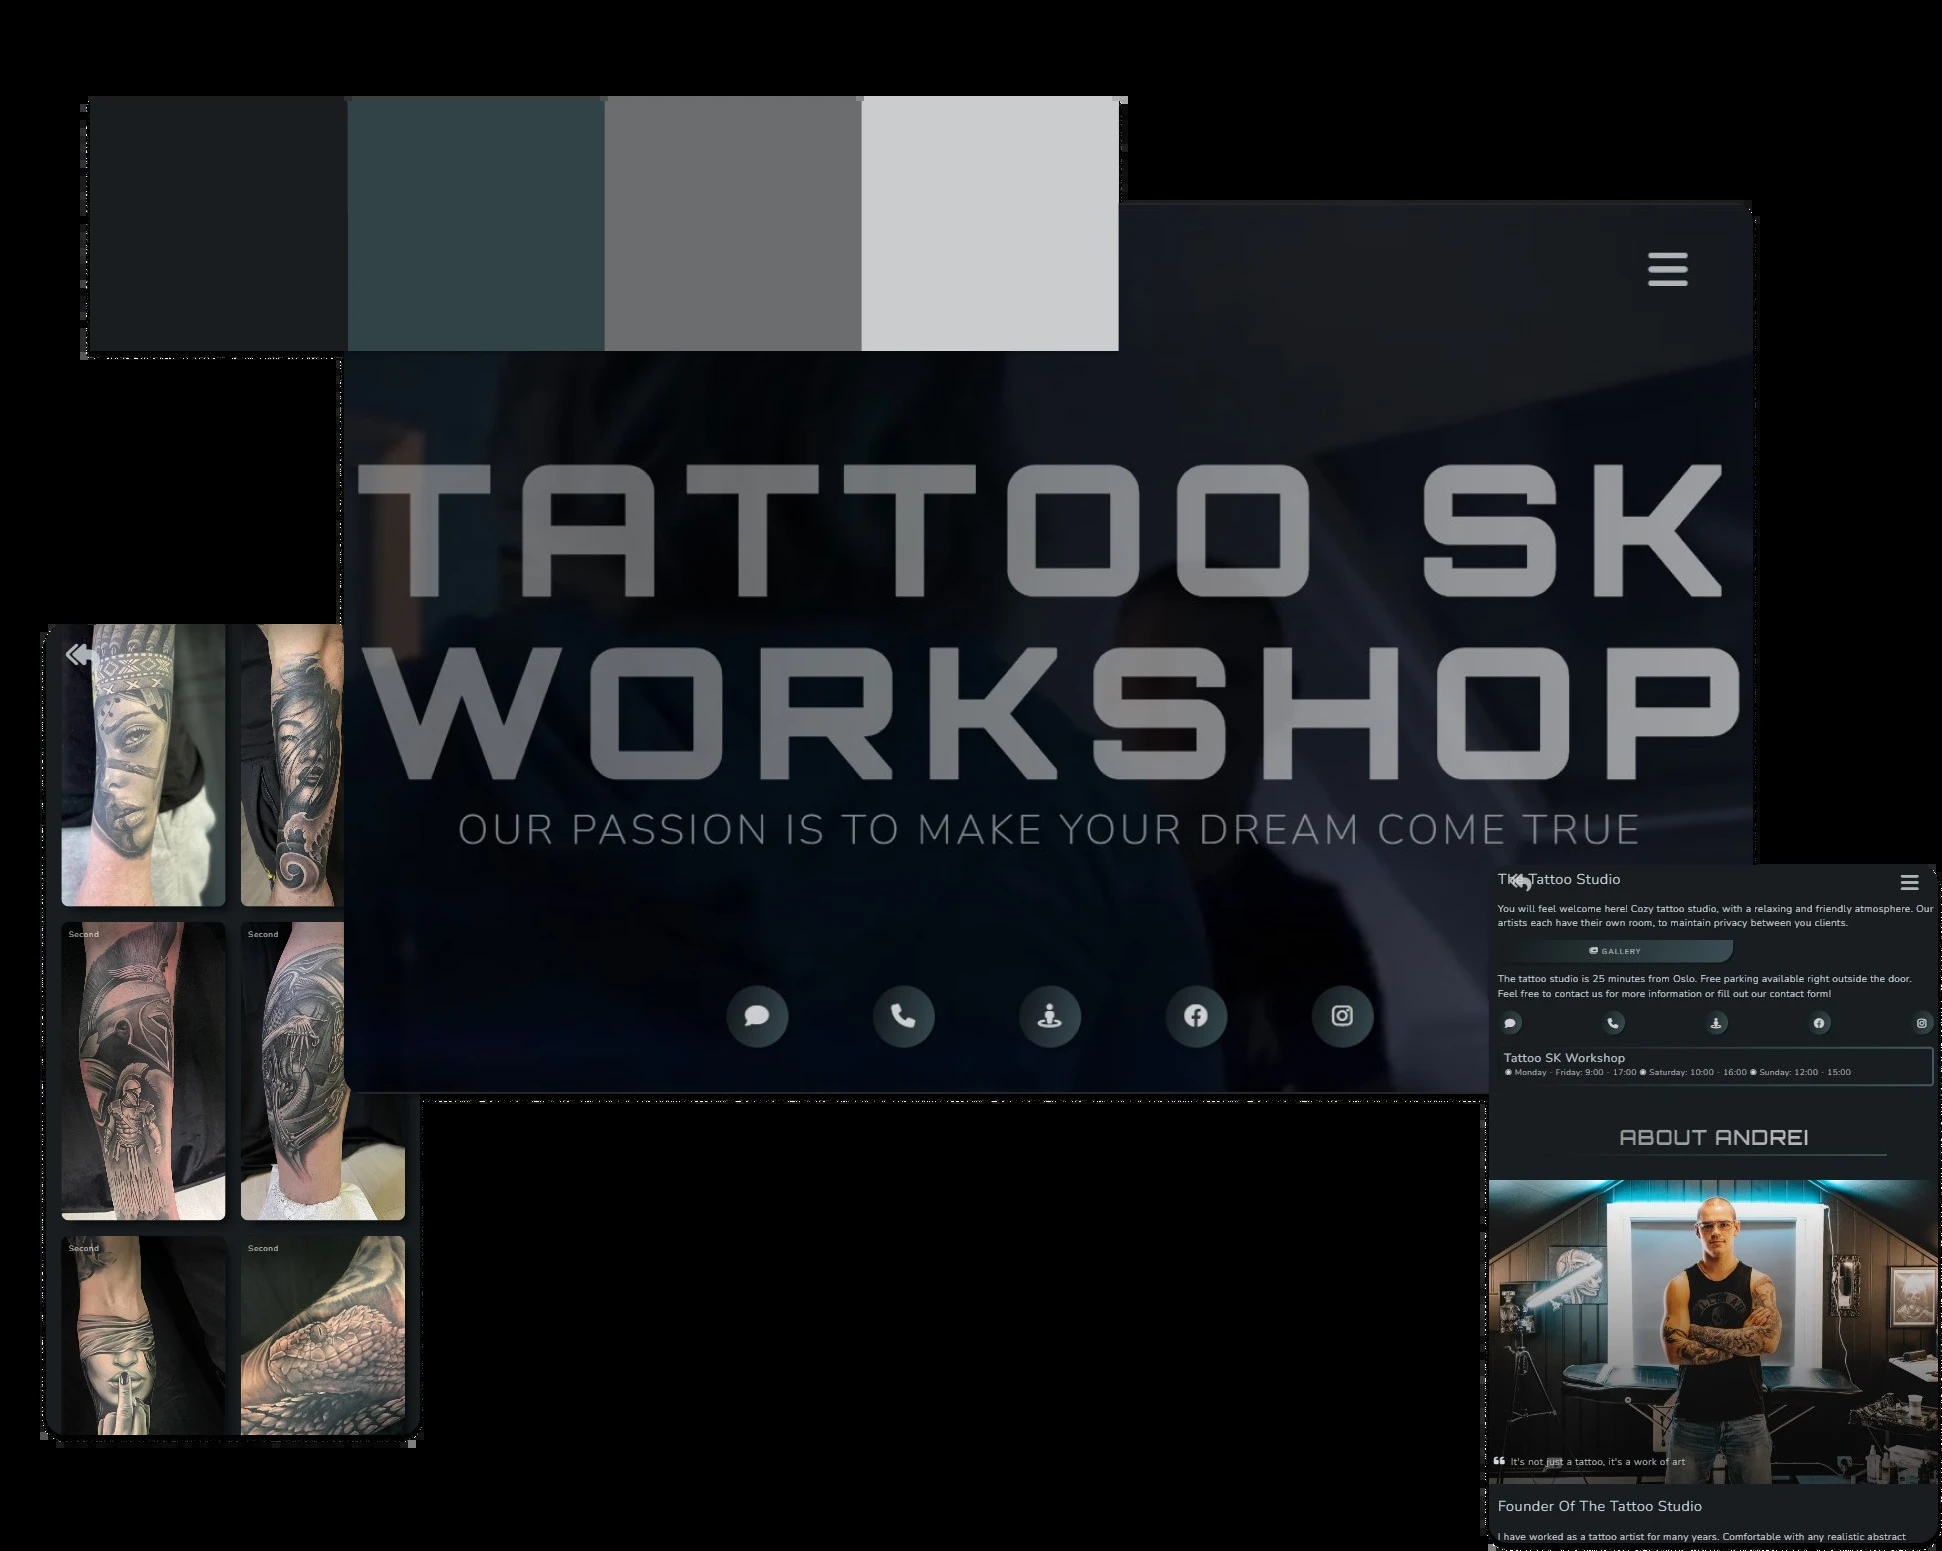 TATTOO SK
WORKSHOP
OUR PASSION IS TO MAKE YOUR DREAM COME TRUE
Second
Second
Second
Second
The Tattoo Studio
You will feel welcome here! Cozy tattoo studio, with a relaxing and friendly atmosphere. Our
artists each have their own room, to maintain privacy between you clients.
GALLERY
The tattoo studio is 25 minutes from Oslo. Free parking available right outside the door.
Feel free to contact us for more information or fill out our contact form!
Tattoo SK Workshop
Monday - Friday: 9:00 - 17:00 Saturday: 10:00 - 16:00 Sunday: 12:00 - 15:00
ABOUT ANDREI
It's not just a tattoo, it's a work of art
Founder Of The Tattoo Studio
I have worked as a tattoo artist for many years. Comfortable with any realistic abstract